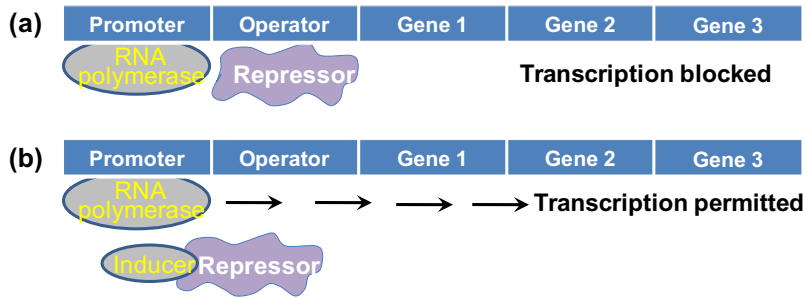 (a)
Promoter Operator Gene 1 Gene 2 Gene 3
RNA
polymerase
Repressor
Transcription blocked
(b)
Promoter Operator Gene 1 Gene 2 Gene 3
RNA
polymerase
Transcription permitted
Inducer
Repressor